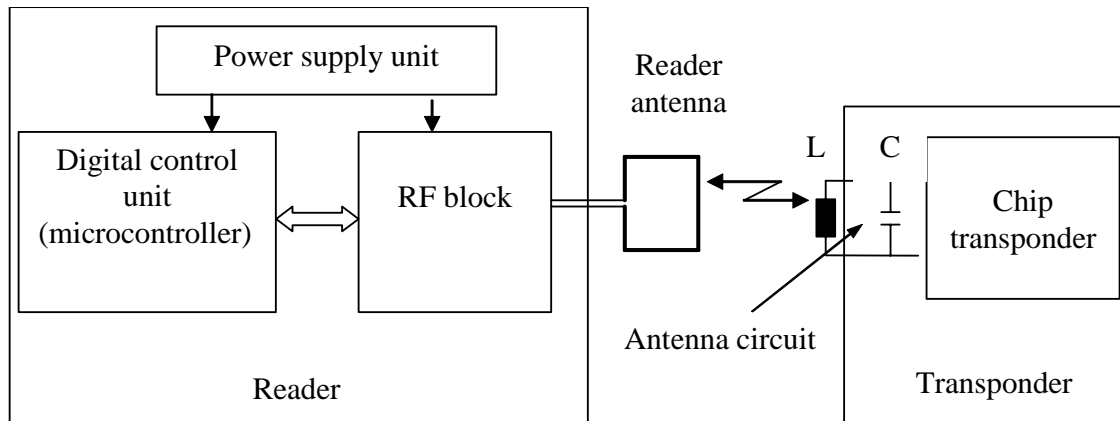 Power supply unit
Digital control
unit
(microcontroller)
RF block
Reader
antenna
L
C
Chip
transponder
Antenna circuit
Reader
Transponder